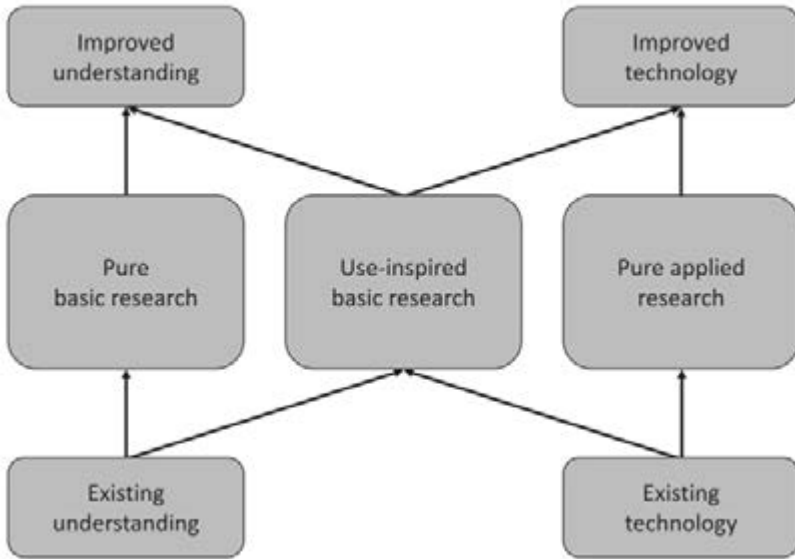 Improved
understanding
Improved
technology
Pure
basic research
Use-inspired
basic research
Pure applied
research
Existing
understanding
Existing
technology